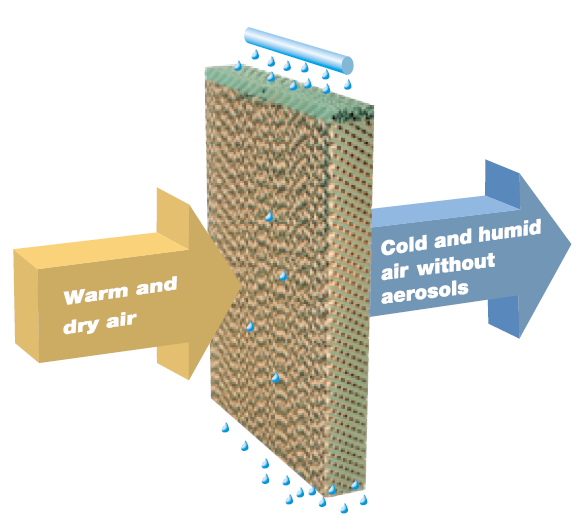 Warm and
dry air
Cold and humid
air without
aerosols